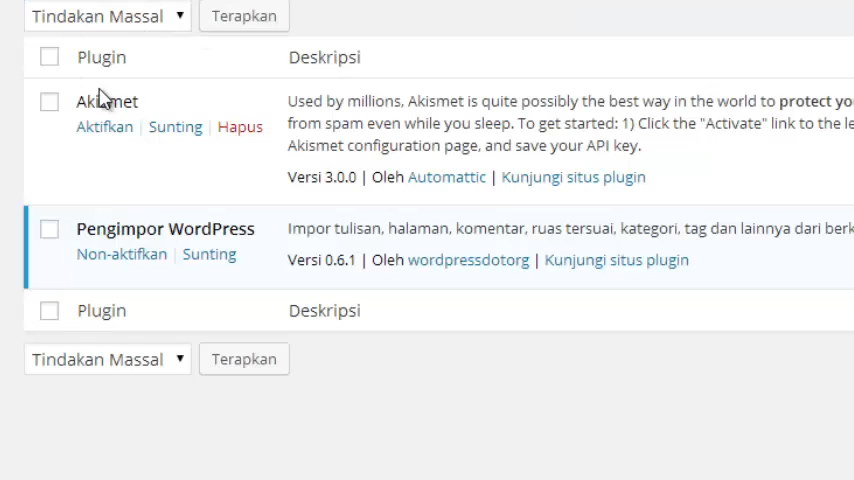 Tindakan Massal Terapkan
Plugin Deskripsi
Akismet Used by millions, Akismet is quite possibly the best way in the world to protect
Aktifkan | Sunting | Hapus from spam even while you sleep. To get started: 1) Click the "Activate" link to the
Akismet configuration page, and save your API key.
Versi 3.0.0 | Oleh Automattic | Kunjungi situs plugin
Pengimpor WordPress Impor tulisan, halaman, komentar, ruas tersuai, kategori, tag dan lainnya dari
Non-aktifkan | Sunting Versi 0.6.1 | Oleh wordpressdotorg | Kunjungi situs plugin
Plugin Deskripsi
Tindakan Massal Terapkan